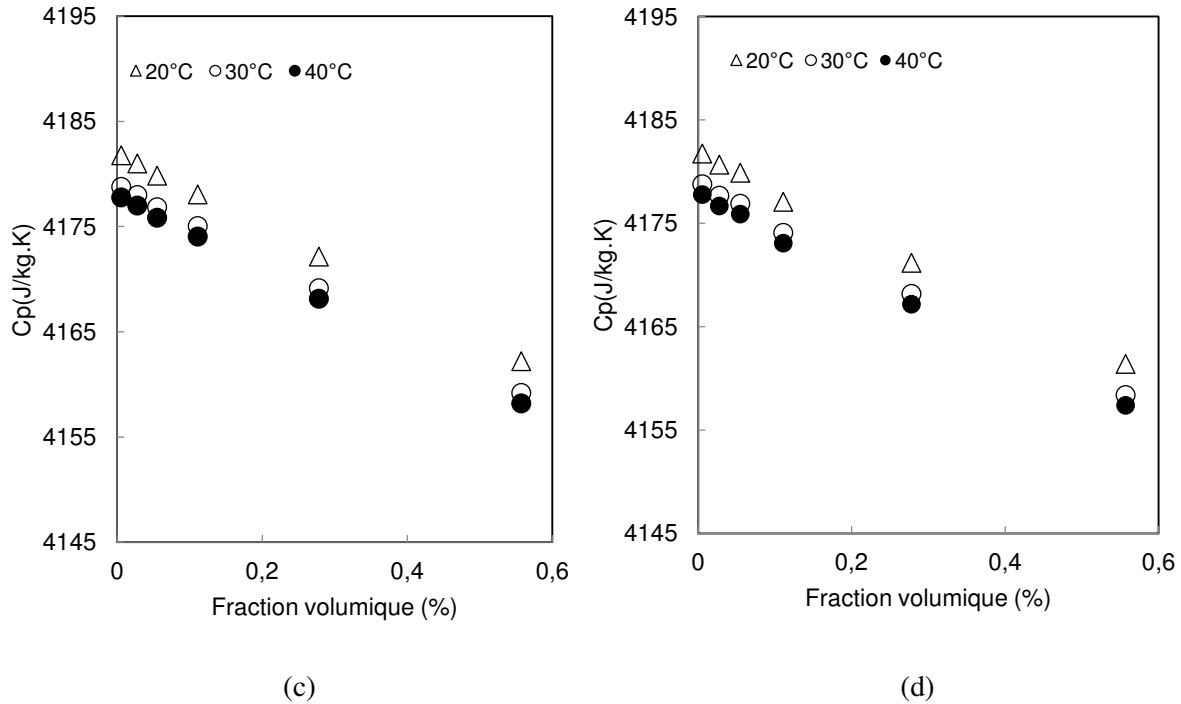 4195
△20°C ○30°C ●40°C
4185
4175
4165
4155
4145
Cp(J/kg.K)
0 0,2 0,4 0,6
Fraction volumique (%)
(c)
4195
△20°C ○30°C ●40°C
4185
4175
4165
4155
4145
Cp(J/kg.K)
0 0,2 0,4 0,6
Fraction volumique (%)
(d)